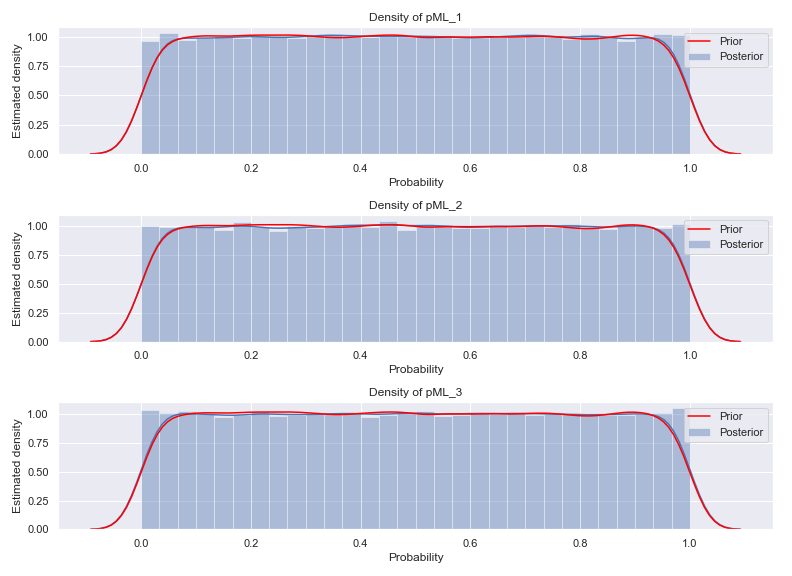 Density of pML_1
1.00
0.75
0.50
0.25
0.00
Estimated density
Prior
Posterior
0.0 0.2 0.4 0.6 0.8 1.0
Probability
Density of pML_2
1.00
0.75
0.50
0.25
0.00
Estimated density
Prior
Posterior
0.0 0.2 0.4 0.6 0.8 1.0
Probability
Density of pML_3
1.00
0.75
0.50
0.25
0.00
Estimated density
Prior
Posterior
0.0 0.2 0.4 0.6 0.8 1.0
Probability